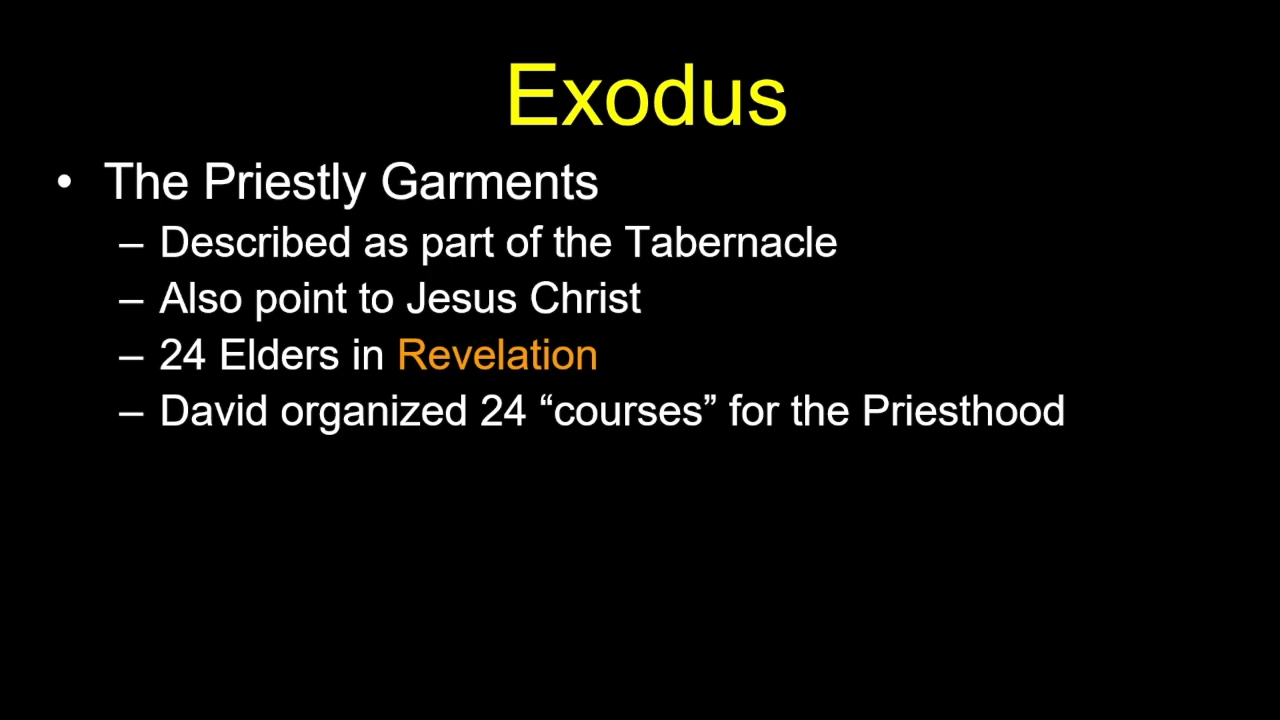 Exodus
• The Priestly Garments
– Described as part of the Tabernacle
– Also point to Jesus Christ
– 24 Elders in Revelation
– David organized 24 “courses” for the Priesthood